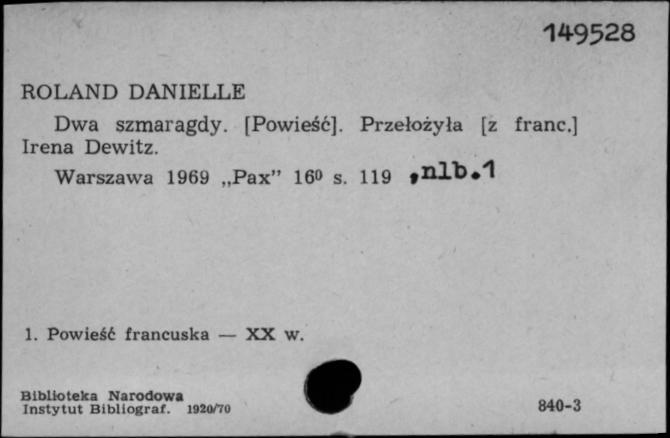 149528
ROLAND DANIELLE
Dwa szmaragdy. [Powieść]. Przełożyła [z franc.]
Irena Dewitz.
Warszawa 1969 „Pax” 16⁰ s. 119 ,nlb.1
1. Powieść francuska — XX w.
Biblioteka Narodowa
Instytut Bibliograf. 1920/70
840-3